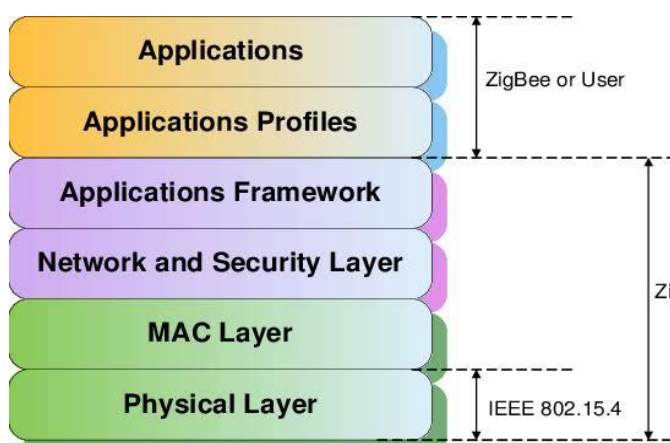 Applications
ZigBee or User
Applications Profiles
Applications Framework
Network and Security Layer
Zi
MAC Layer
Physical Layer
IEEE 802.15.4